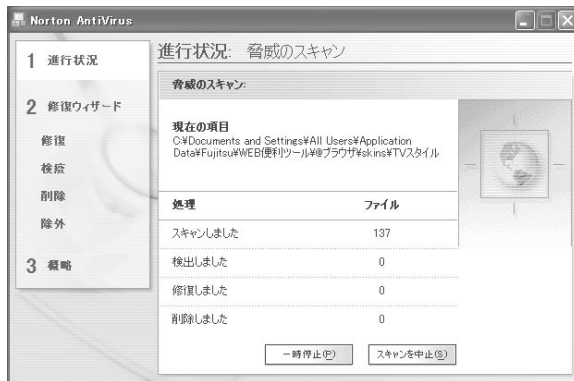 Norton AntiVirus
1 進行状況
2 修復ウィザード
修復
検疫
削除
除外
3 概略
進行状況: 脅威のスキャン
脅威のスキャン:
現在の項目
C¥Documents and Settings¥All Users¥Application
Data¥Fujitsu¥WEB便利ツール¥@ブラウザ¥skins¥TVスタイル
処理 ファイル
スキャンしました 137
検出しました 0
修復しました 0
削除しました 0
一時停止(P) スキャンを中止(S)